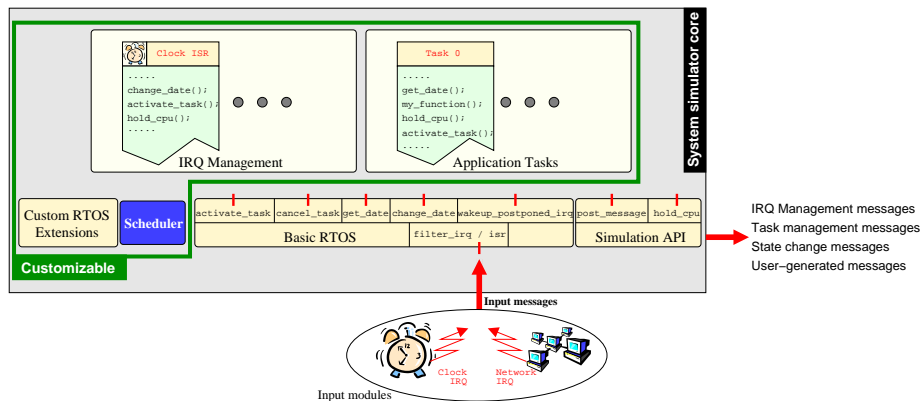 System simulator core
Clock ISR
.....
change_date();
activate_task();
hold_cpu();
.....
IRQ Management
Task 0
.....
get_date();
my_function();
hold_cpu();
activate_task();
.....
Application Tasks
Custom RTOS
Extensions
Scheduler
Customizable
activate_task cancel_task get_date change_date wakeup_postponed_irq
Basic RTOS
filter_irq / isr
post_message hold_cpu
Simulation API
IRQ Management messages
Task management messages
State change messages
User−generated messages
Input messages
Clock
IRQ
Network
IRQ
Input modules